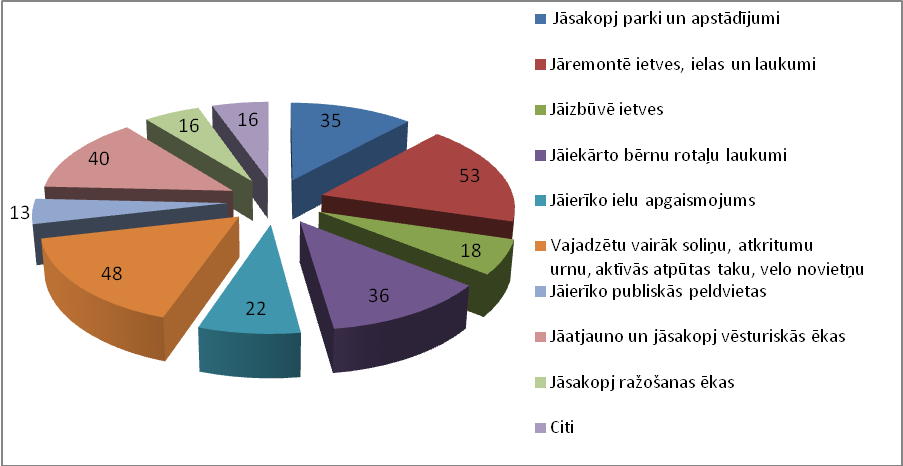 35
53
18
36
22
48
13
40
16
16
Jāsakopj parki un apstādījumi
Jāremontē ietves, ielas un laukumi
Jāizbūvē ietves
Jāiekārto bērnu rotaļu laukumi
Jāierīko ielu apgaismojums
Vajadzētu vairāk soliņu, atkritumu
urnu, aktīvās atpūtas taku, velo novietņu
Jāierīko publiskās peldvietas
Jāatjauno un jāsakopj vēsturiskās ēkas
Jāsakopj ražošanas ēkas
Citi